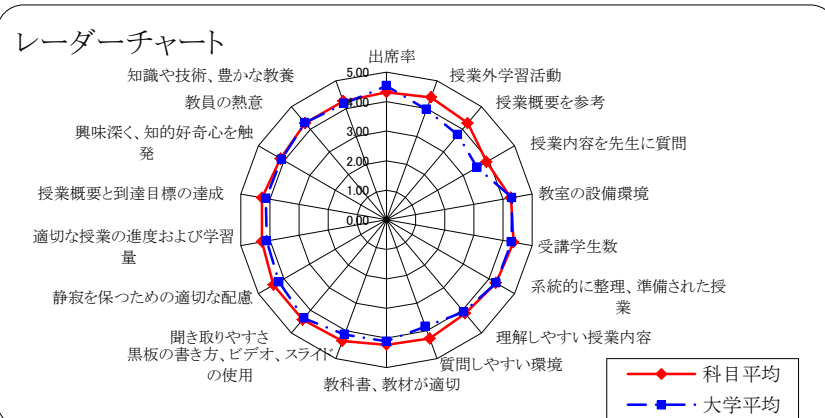 レーダーチャート
出席率
授業外学習活動
授業概要を参考
授業内容を先生に質問
教室の設備環境
受講学生数
系統的に整理、準備された授
業
理解しやすい授業内容
質問しやすい環境
教科書、教材が適切
黒板の書き方、ビデオ、スライド
の使用
聞き取りやすさ
静寂を保つための適切な配慮
適切な授業の進度および学習
量
授業概要と到達目標の達成
興味深く、知的好奇心を触
発
教員の熱意
知識や技術、豊かな教養
5.00
4.00
3.00
2.00
1.00
0.00
科目平均
大学平均